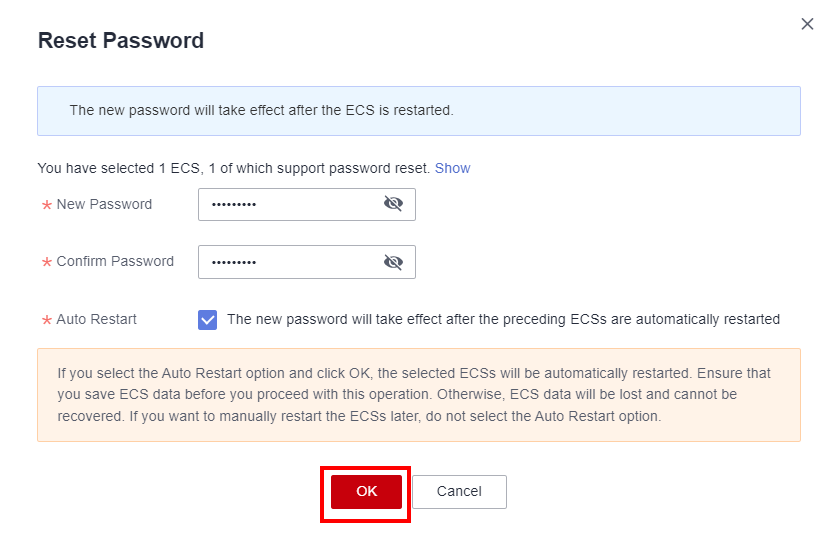 Reset Password
The new password will take effect after the ECS is restarted.
You have selected 1 ECS, 1 of which support password reset. Show
* New Password •••••••••
* Confirm Password •••••••••
* Auto Restart The new password will take effect after the preceding ECSs are automatically restarted
If you select the Auto Restart option and click OK, the selected ECSs will be automatically restarted. Ensure that
you save ECS data before you proceed with this operation. Otherwise, ECS data will be lost and cannot be
recovered. If you want to manually restart the ECSs later, do not select the Auto Restart option.
OK Cancel